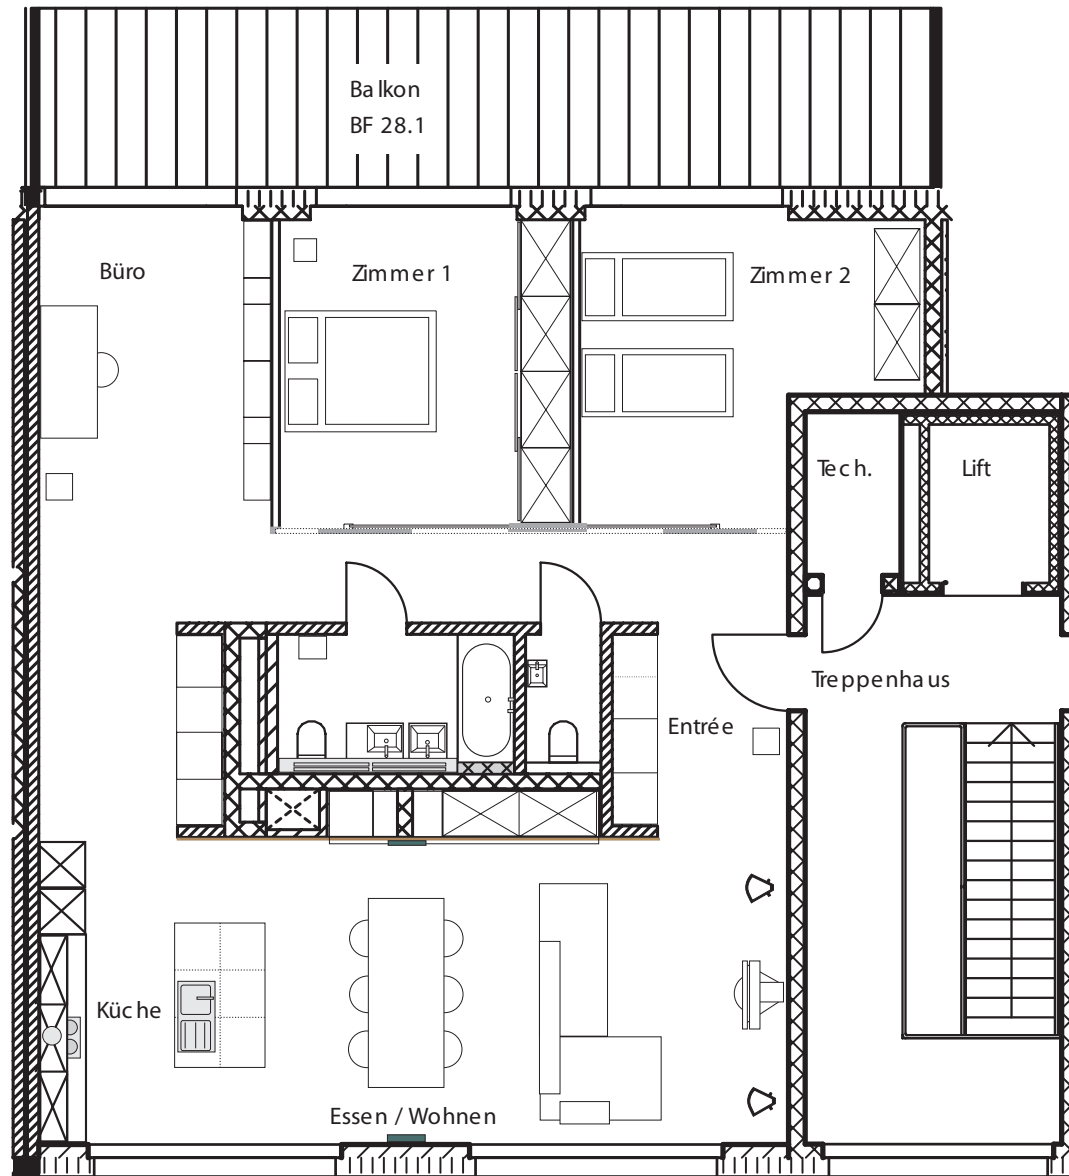 Balkon
BF 28.1
Büro
Zimmer 1
Zimmer 2
Tech.
Lift
Treppenhaus
Entrée
Küche
Essen / Wohnen